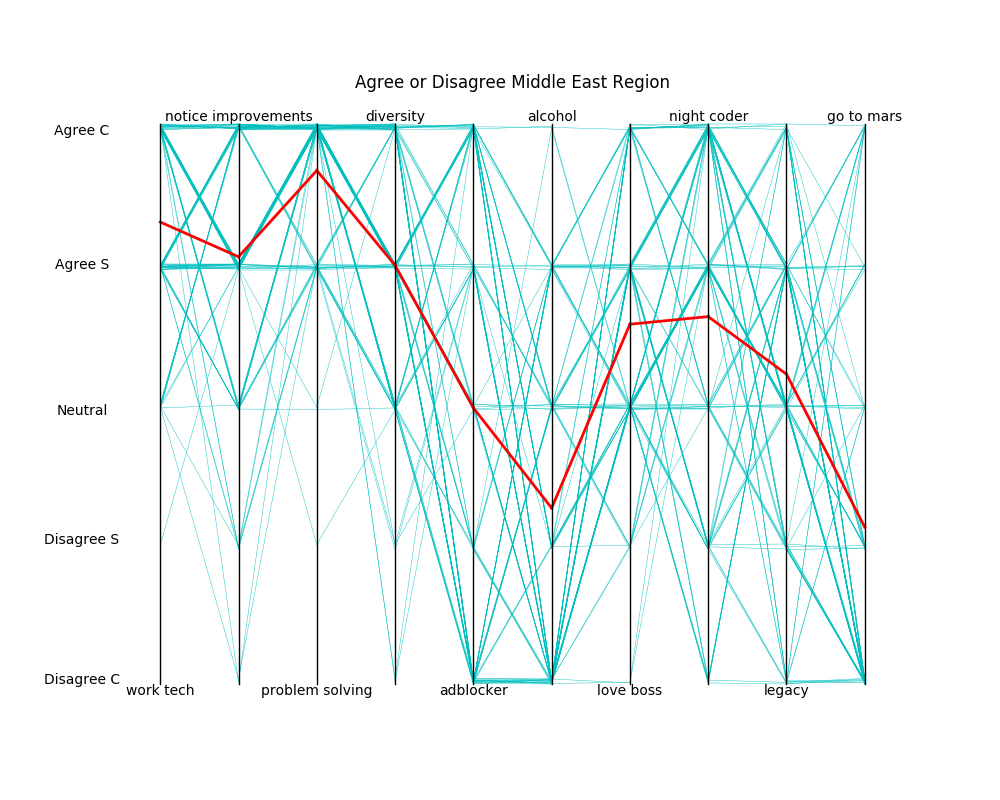 Agree or Disagree Middle East Region
notice improvements diversity alcohol night coder go to mars
Agree C
Agree S
Neutral
Disagree S
Disagree C
work tech problem solving adblocker love boss legacy